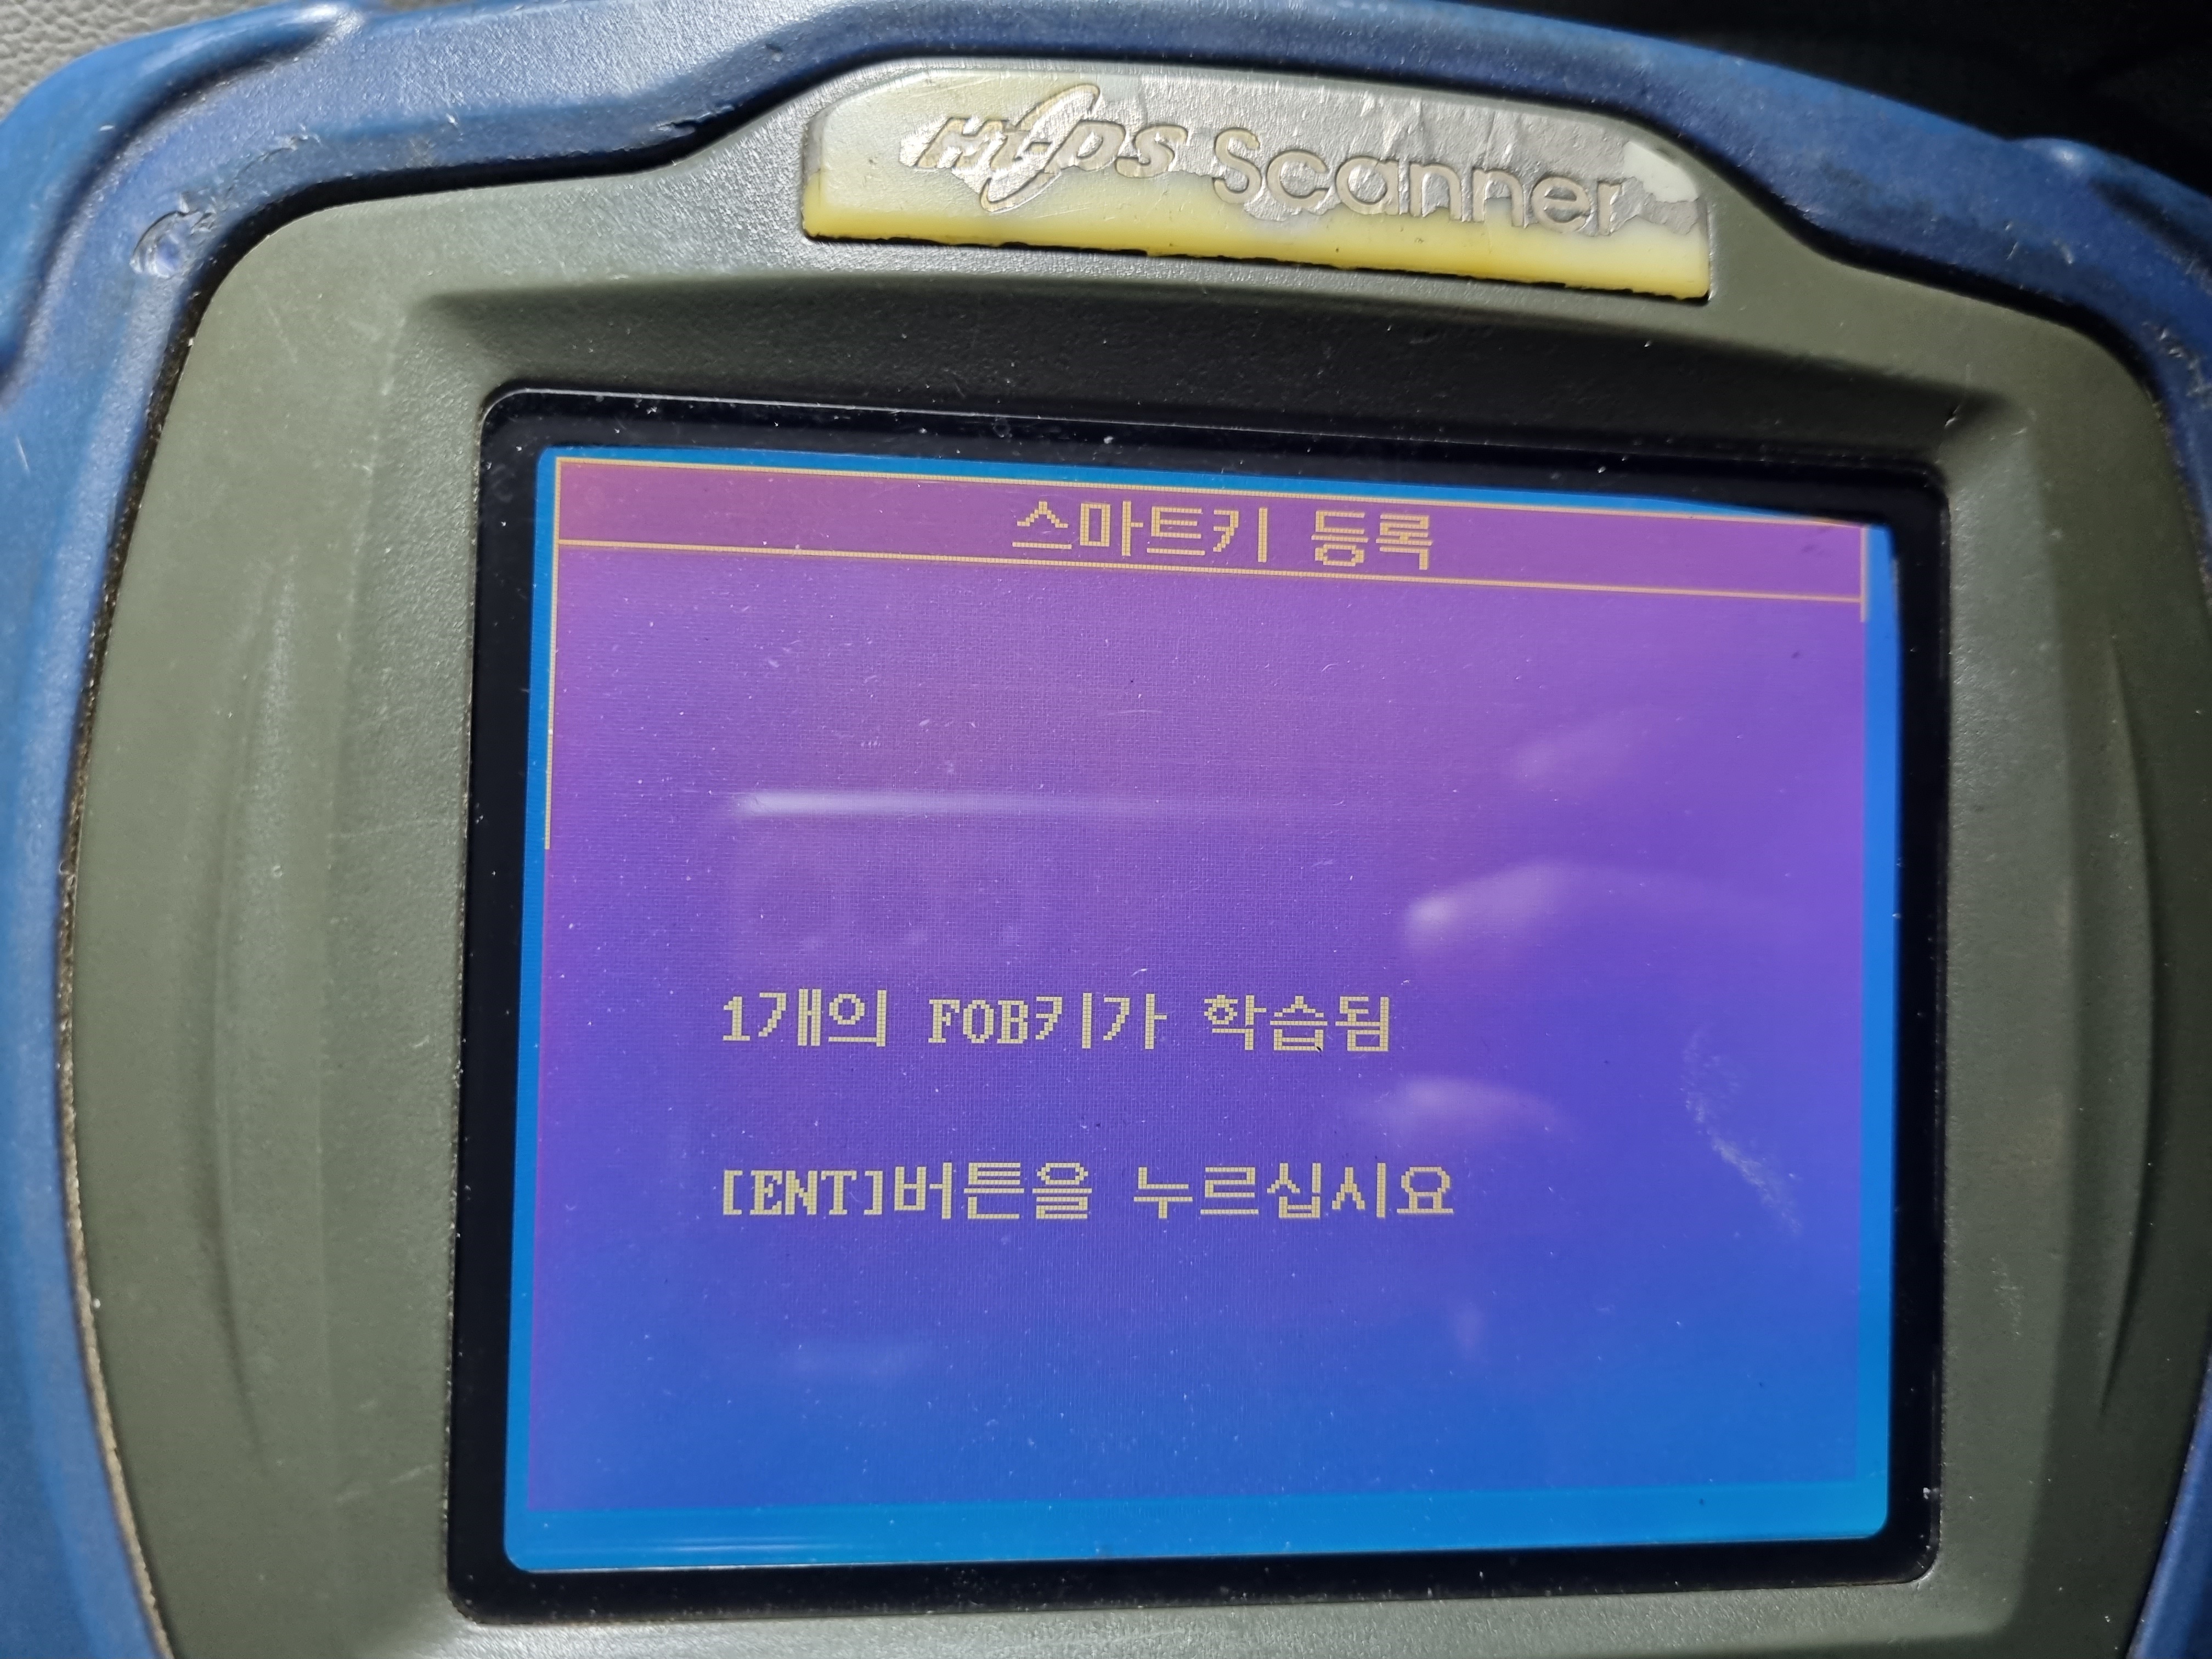 Hi-DS Scanner
스마트키 등록
1개의 FOB키가 학습됨
[ENT]버튼을 누르십시요